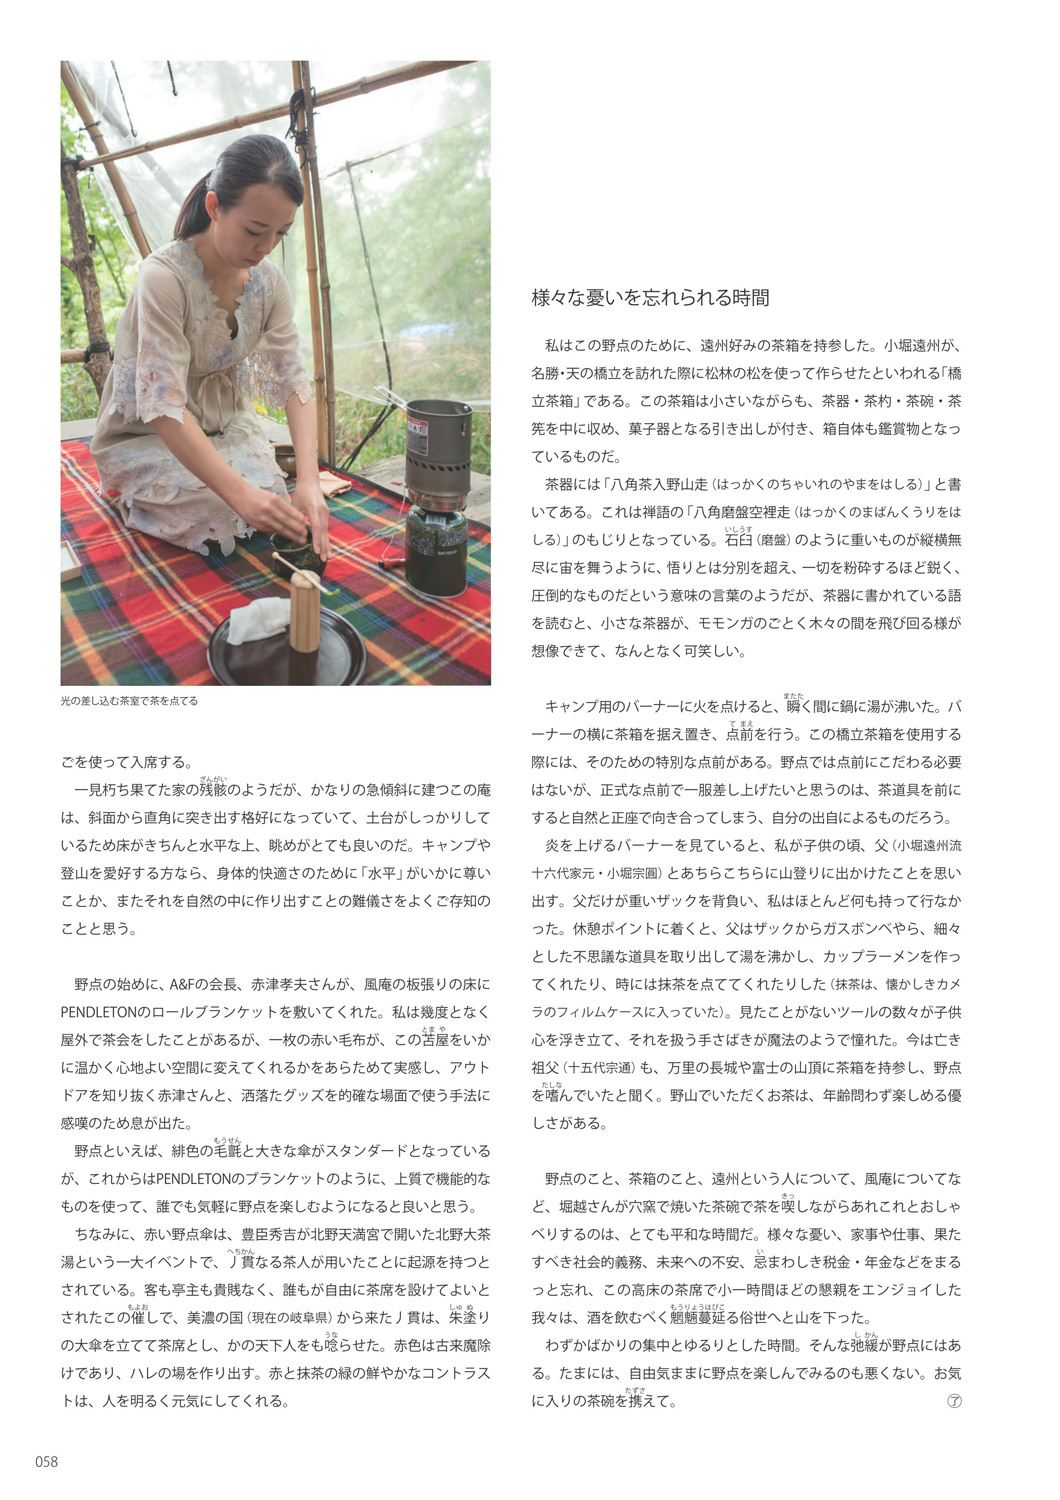 光の差し込む茶室で茶を点てる
ごを使って入席する。
　一見朽ち果てた家の残骸のようだが、かなりの急傾斜に建つこの庵
は、斜面から直角に突き出す格好になっていて、土台がしっかりして
いるため床がきちんと水平な上、眺めがとても良いのだ。キャンプや
登山を愛好する方なら、身体的快適さのために「水平」がいかに尊い
ことか、またそれを自然の中に作り出すことの難儀さをよくご存知の
ことと思う。
　野点の始めに、A&Fの会長、赤津孝夫さんが、風庵の板張りの床に
PENDLETONのロールブランケットを敷いてくれた。私は幾度となく
屋外で茶会をしたことがあるが、一枚の赤い毛布が、この苫屋をいか
に温かく心地よい空間に変えてくれるかをあらためて実感し、アウト
ドアを知り抜く赤津さんと、洒落たグッズを的確な場面で使う手法に
感嘆のため息が出た。
　野点といえば、緋色の毛氈と大きな傘がスタンダードとなっている
が、これからはPENDLETONのブランケットのように、上質で機能的な
ものを使って、誰でも気軽に野点を楽しむようになると良いと思う。
　ちなみに、赤い野点傘は、豊臣秀吉が北野天満宮で開いた北野大茶
湯という一大イベントで、丿貫なる茶人が用いたことに起源を持つと
されている。客も亭主も貴賎なく、誰もが自由に茶席を設けてよいと
されたこの催しで、美濃の国（現在の岐阜県）から来た丿貫は、朱塗り
の大傘を立てて茶席とし、かの天下人をも唸らせた。赤色は古来魔除
けであり、ハレの場を作り出す。赤と抹茶の緑の鮮やかなコントラス
トは、人を明るく元気にしてくれる。
様々な憂いを忘れられる時間
　私はこの野点のために、遠州好みの茶箱を持参した。小堀遠州が、
名勝・天の橋立を訪れた際に松林の松を使って作らせたといわれる「橋
立茶箱」である。この茶箱は小さいながらも、茶器・茶杓・茶碗・茶
筅を中に収め、菓子器となる引き出しが付き、箱自体も鑑賞物となっ
ているものだ。
　茶器には「八角茶入野山走（はっかくのちゃいれのやまをはしる）」と書
いてある。これは禅語の「八角磨盤空裡走（はっかくのまばんくうりをは
しる）」のもじりとなっている。石臼（磨盤）のように重いものが縦横無
尽に宙を舞うように、悟りとは分別を超え、一切を粉砕するほど鋭く、
圧倒的なものだという意味の言葉のようだが、茶器に書かれている語
を読むと、小さな茶器が、モモンガのごとく木々の間を飛び回る様が
想像できて、なんとなく可笑しい。
　キャンプ用のバーナーに火を点けると、瞬く間に鍋に湯が沸いた。バ
ーナーの横に茶箱を据え置き、点前を行う。この橋立茶箱を使用する
際には、そのための特別な点前がある。野点では点前にこだわる必要
はないが、正式な点前で一服差し上げたいと思うのは、茶道具を前に
すると自然と正座で向き合ってしまう、自分の出自によるものだろう。
　炎を上げるバーナーを見ていると、私が子供の頃、父（小堀遠州流
十六代家元・小堀宗圓）とあちらこちらに山登りに出かけたことを思い
出す。父だけが重いザックを背負い、私はほとんど何も持って行なか
った。休憩ポイントに着くと、父はザックからガスボンベやら、細々
とした不思議な道具を取り出して湯を沸かし、カップラーメンを作っ
てくれたり、時には抹茶を点ててくれたりした（抹茶は、懐かしきカメ
ラのフィルムケースに入っていた）。見たことがないツールの数々が子供
心を浮き立て、それを扱う手さばきが魔法のようで憧れた。今は亡き
祖父（十五代宗通）も、万里の長城や富士の山頂に茶箱を持参し、野点
を嗜んでいたと聞く。野山でいただくお茶は、年齢問わず楽しめる優
しさがある。
　野点のこと、茶箱のこと、遠州という人について、風庵についてな
ど、堀越さんが穴窯で焼いた茶碗で茶を喫しながらあれこれとおしゃ
べりするのは、とても平和な時間だ。様々な憂い、家事や仕事、果た
すべき社会的義務、未来への不安、忌まわしき税金・年金などをまる
っと忘れ、この高床の茶席で小一時間ほどの懇親をエンジョイした
我々は、酒を飲むべく魍魎蔓延る俗世へと山を下った。
　わずかばかりの集中とゆるりとした時間。そんな弛緩が野点にはあ
る。たまには、自由気ままに野点を楽しんでみるのも悪くない。お気
に入りの茶碗を携えて。　㋐
058